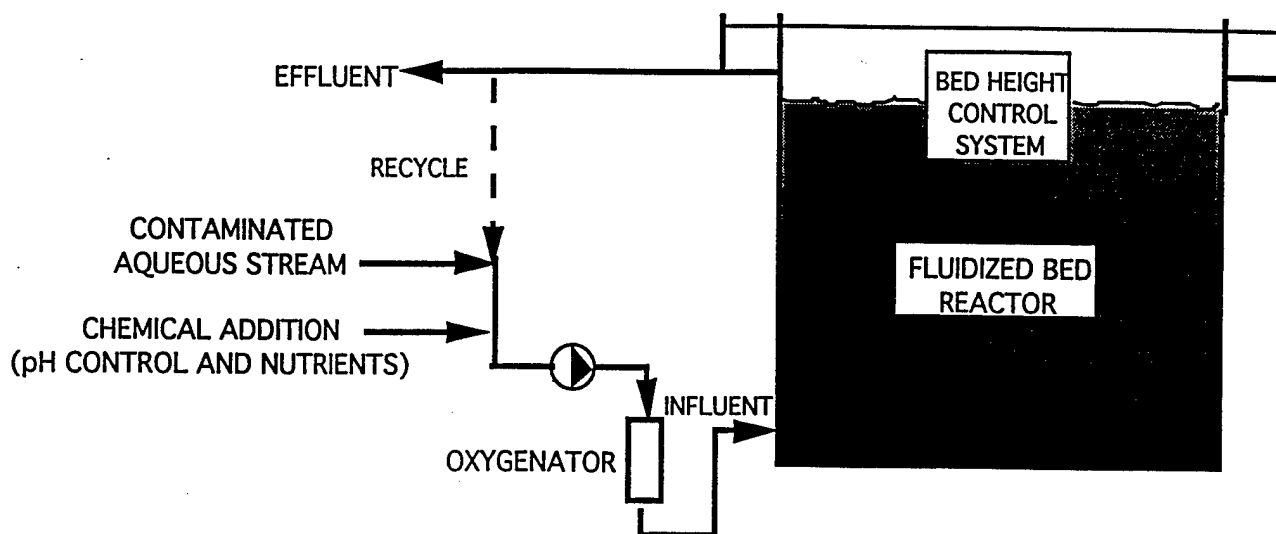 EFFLUENT
BED HEIGHT
CONTROL
SYSTEM
RECYCLE
CONTAMINATED
AQUEOUS STREAM
FLUIDIZED BED
REACTOR
CHEMICAL ADDITION
(pH CONTROL AND NUTRIENTS)
INFLUENT
OXYGENATOR